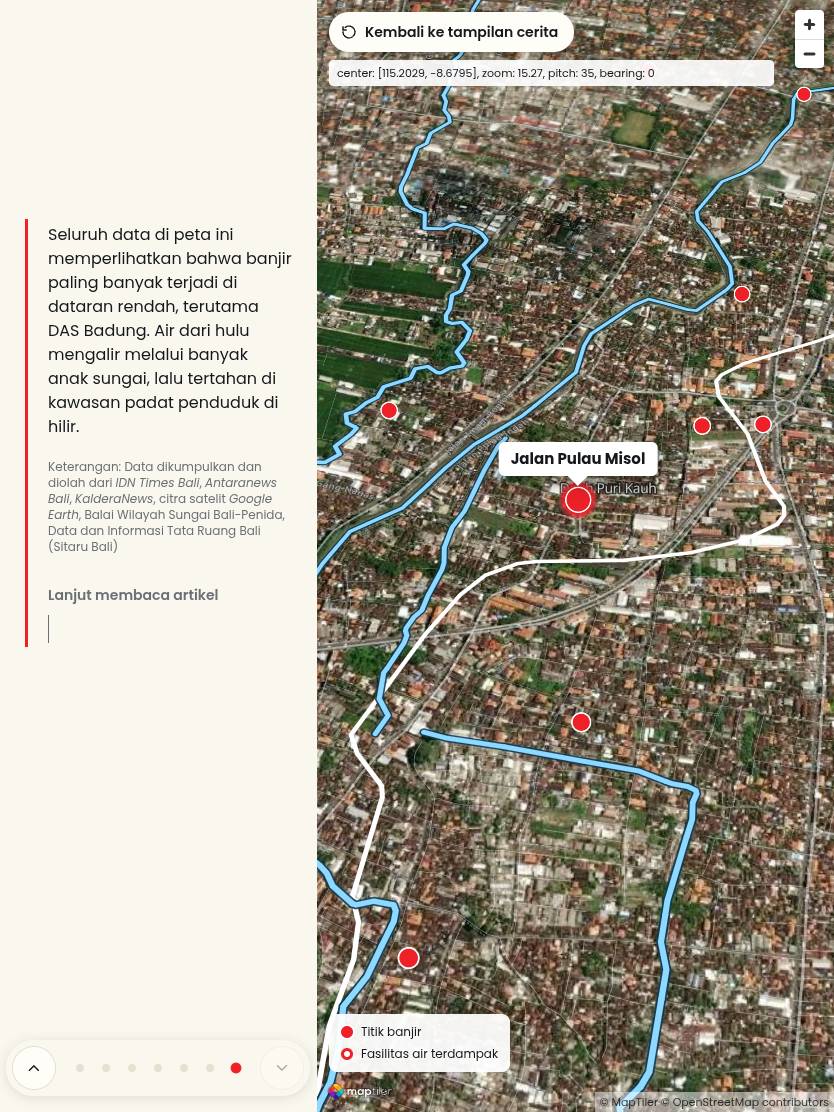 Seluruh data di peta ini
memperlihatkan bahwa banjir
paling banyak terjadi di
dataran rendah, terutama
DAS Badung. Air dari hulu
mengalir melalui banyak
anak sungai, lalu tertahan di
kawasan padat penduduk di
hilir.
Keterangan: Data dikumpulkan dan
diolah dari IDN Times Bali, Antaranews
Bali, KalderaNews, citra satelit Google
Earth, Balai Wilayah Sungai Bali-Penida,
Data dan Informasi Tata Ruang Bali
(Sitaru Bali)
Lanjut membaca artikel
Kembali ke tampilan cerita
center: [115.2029, -8.6795], zoom: 15.27, pitch: 35, bearing: 0
Jalan Pulau Misol
Puri Kauh
Titik banjir
Fasilitas air terdampak
maptiler
© MapTiler © OpenStreetMap contributors